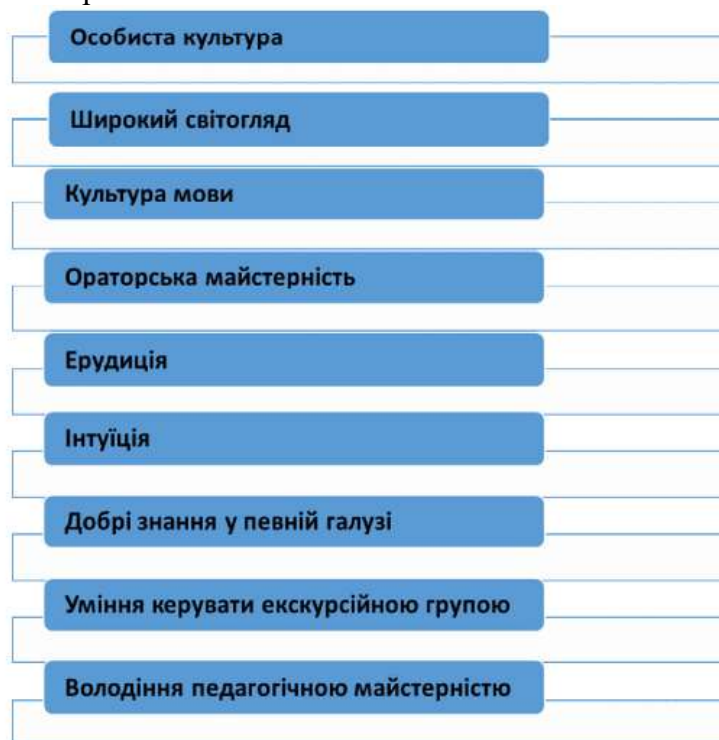 Особиста культура
Широкий світогляд
Культура мови
Ораторська майстерність
Ерудиція
Інтуїція
Добрі знання у певній галузі
Уміння керувати екскурсійною групою
Володіння педагогічною майстерністю